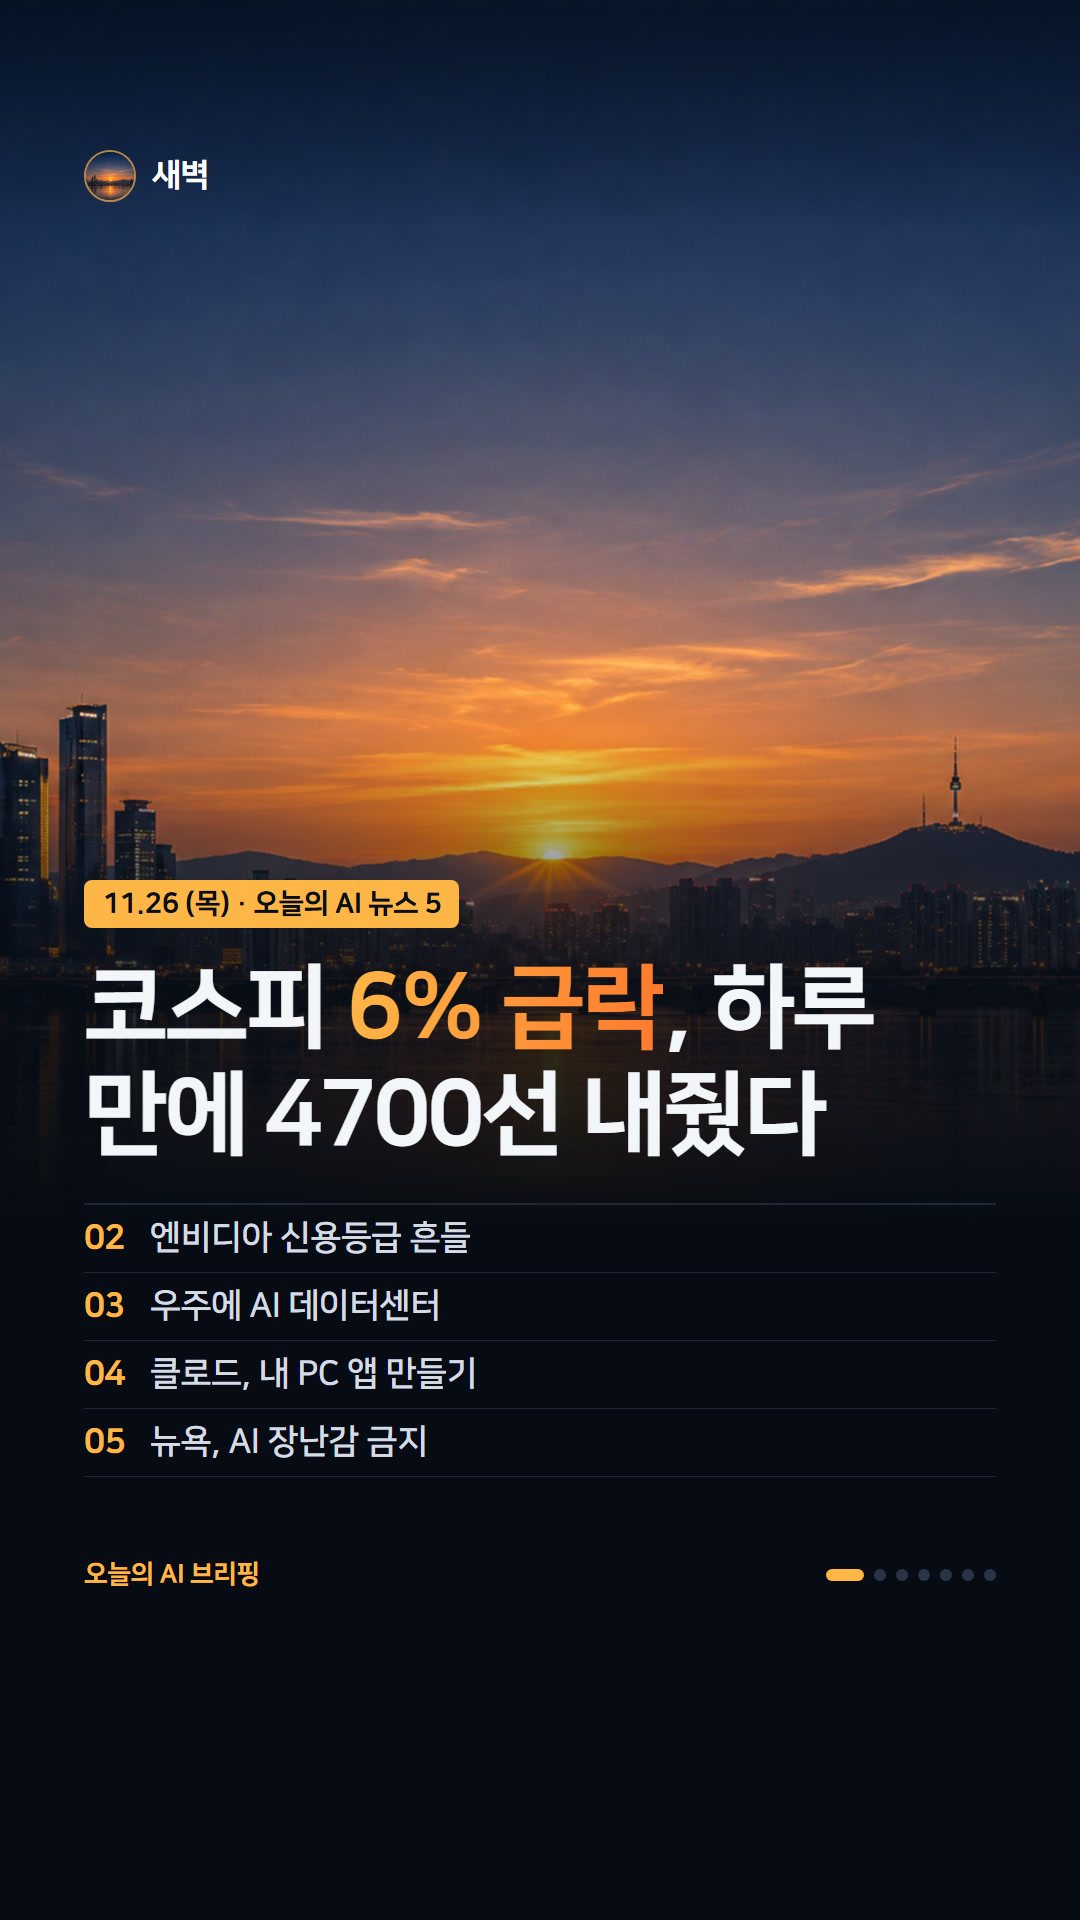 새벽
11.26 (목) · 오늘의 AI 뉴스 5
코스피 6% 급락, 하루
만에 4700선 내줬다
02 엔비디아 신용등급 흔들
03 우주에 AI 데이터센터
04 클로드, 내 PC 앱 만들기
05 뉴욕, AI 장난감 금지
오늘의 AI 브리핑